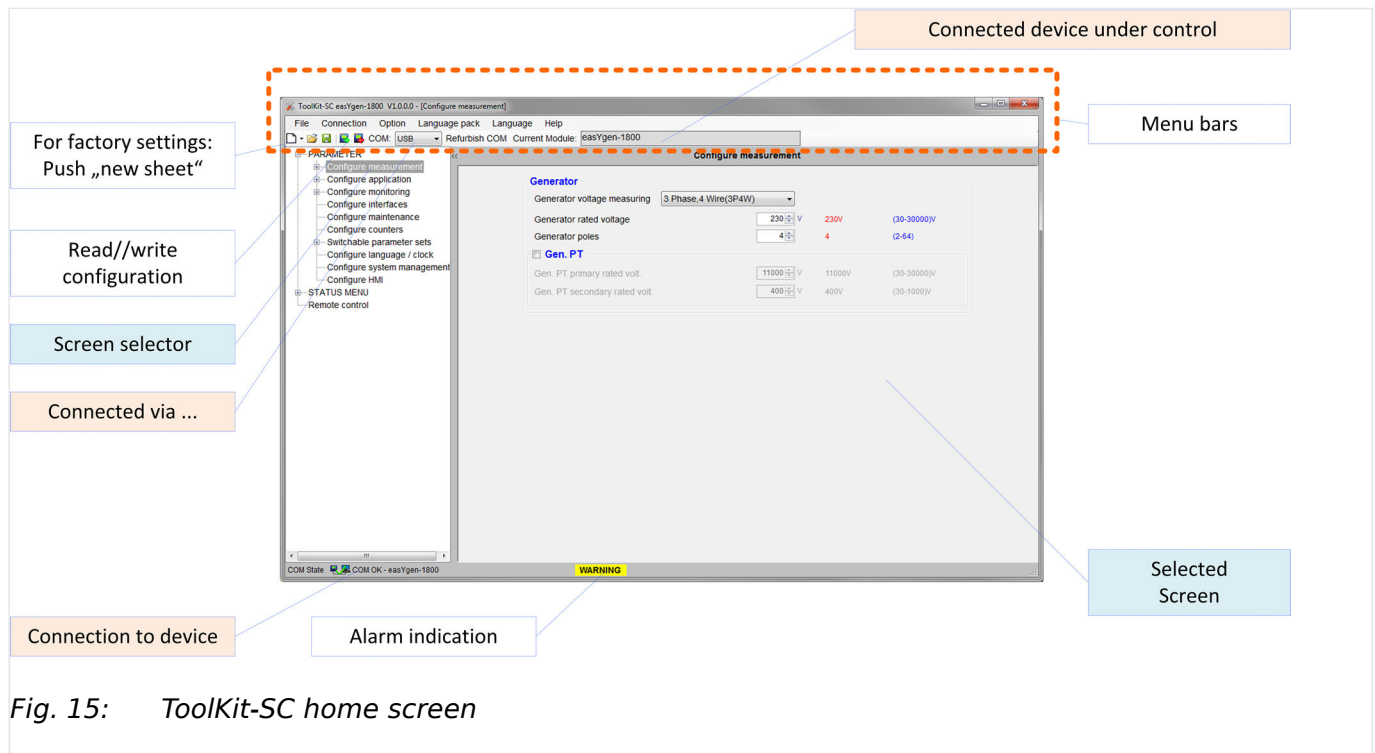 Connected device under control
ToolKit-SC easYgen-1800 V1.0.0.0 - [Configure measurement]
File Connection Option Language pack Language Help
COM: USB Refurbish COM Current Module: easYgen-1800
Menu bars
For factory settings:
Push „new sheet“
Read//write
configuration
Screen selector
Connected via ...
Connection to device
PARAMETER
Configure measurement
Configure application
Configure monitoring
Configure interfaces
Configure maintenance
Configure counters
Switchable parameter sets
Configure language / clock
Configure system management
Configure HMI
STATUS MENU
Remote control
<<
Configure measurement
Generator
Generator voltage measuring 3 Phase,4 Wire(3P4W)
Generator rated voltage 230 V 230V (30-30000)V
Generator poles 4 4 (2-64)
Gen. PT
Gen. PT primary rated volt. 11000 V 11000V (30-30000)V
Gen. PT secondary rated volt. 400 V 400V (30-1000)V
COM State COM OK - easYgen-1800 WARNING
Selected
Screen
Alarm indication
Fig. 15: ToolKit-SC home screen